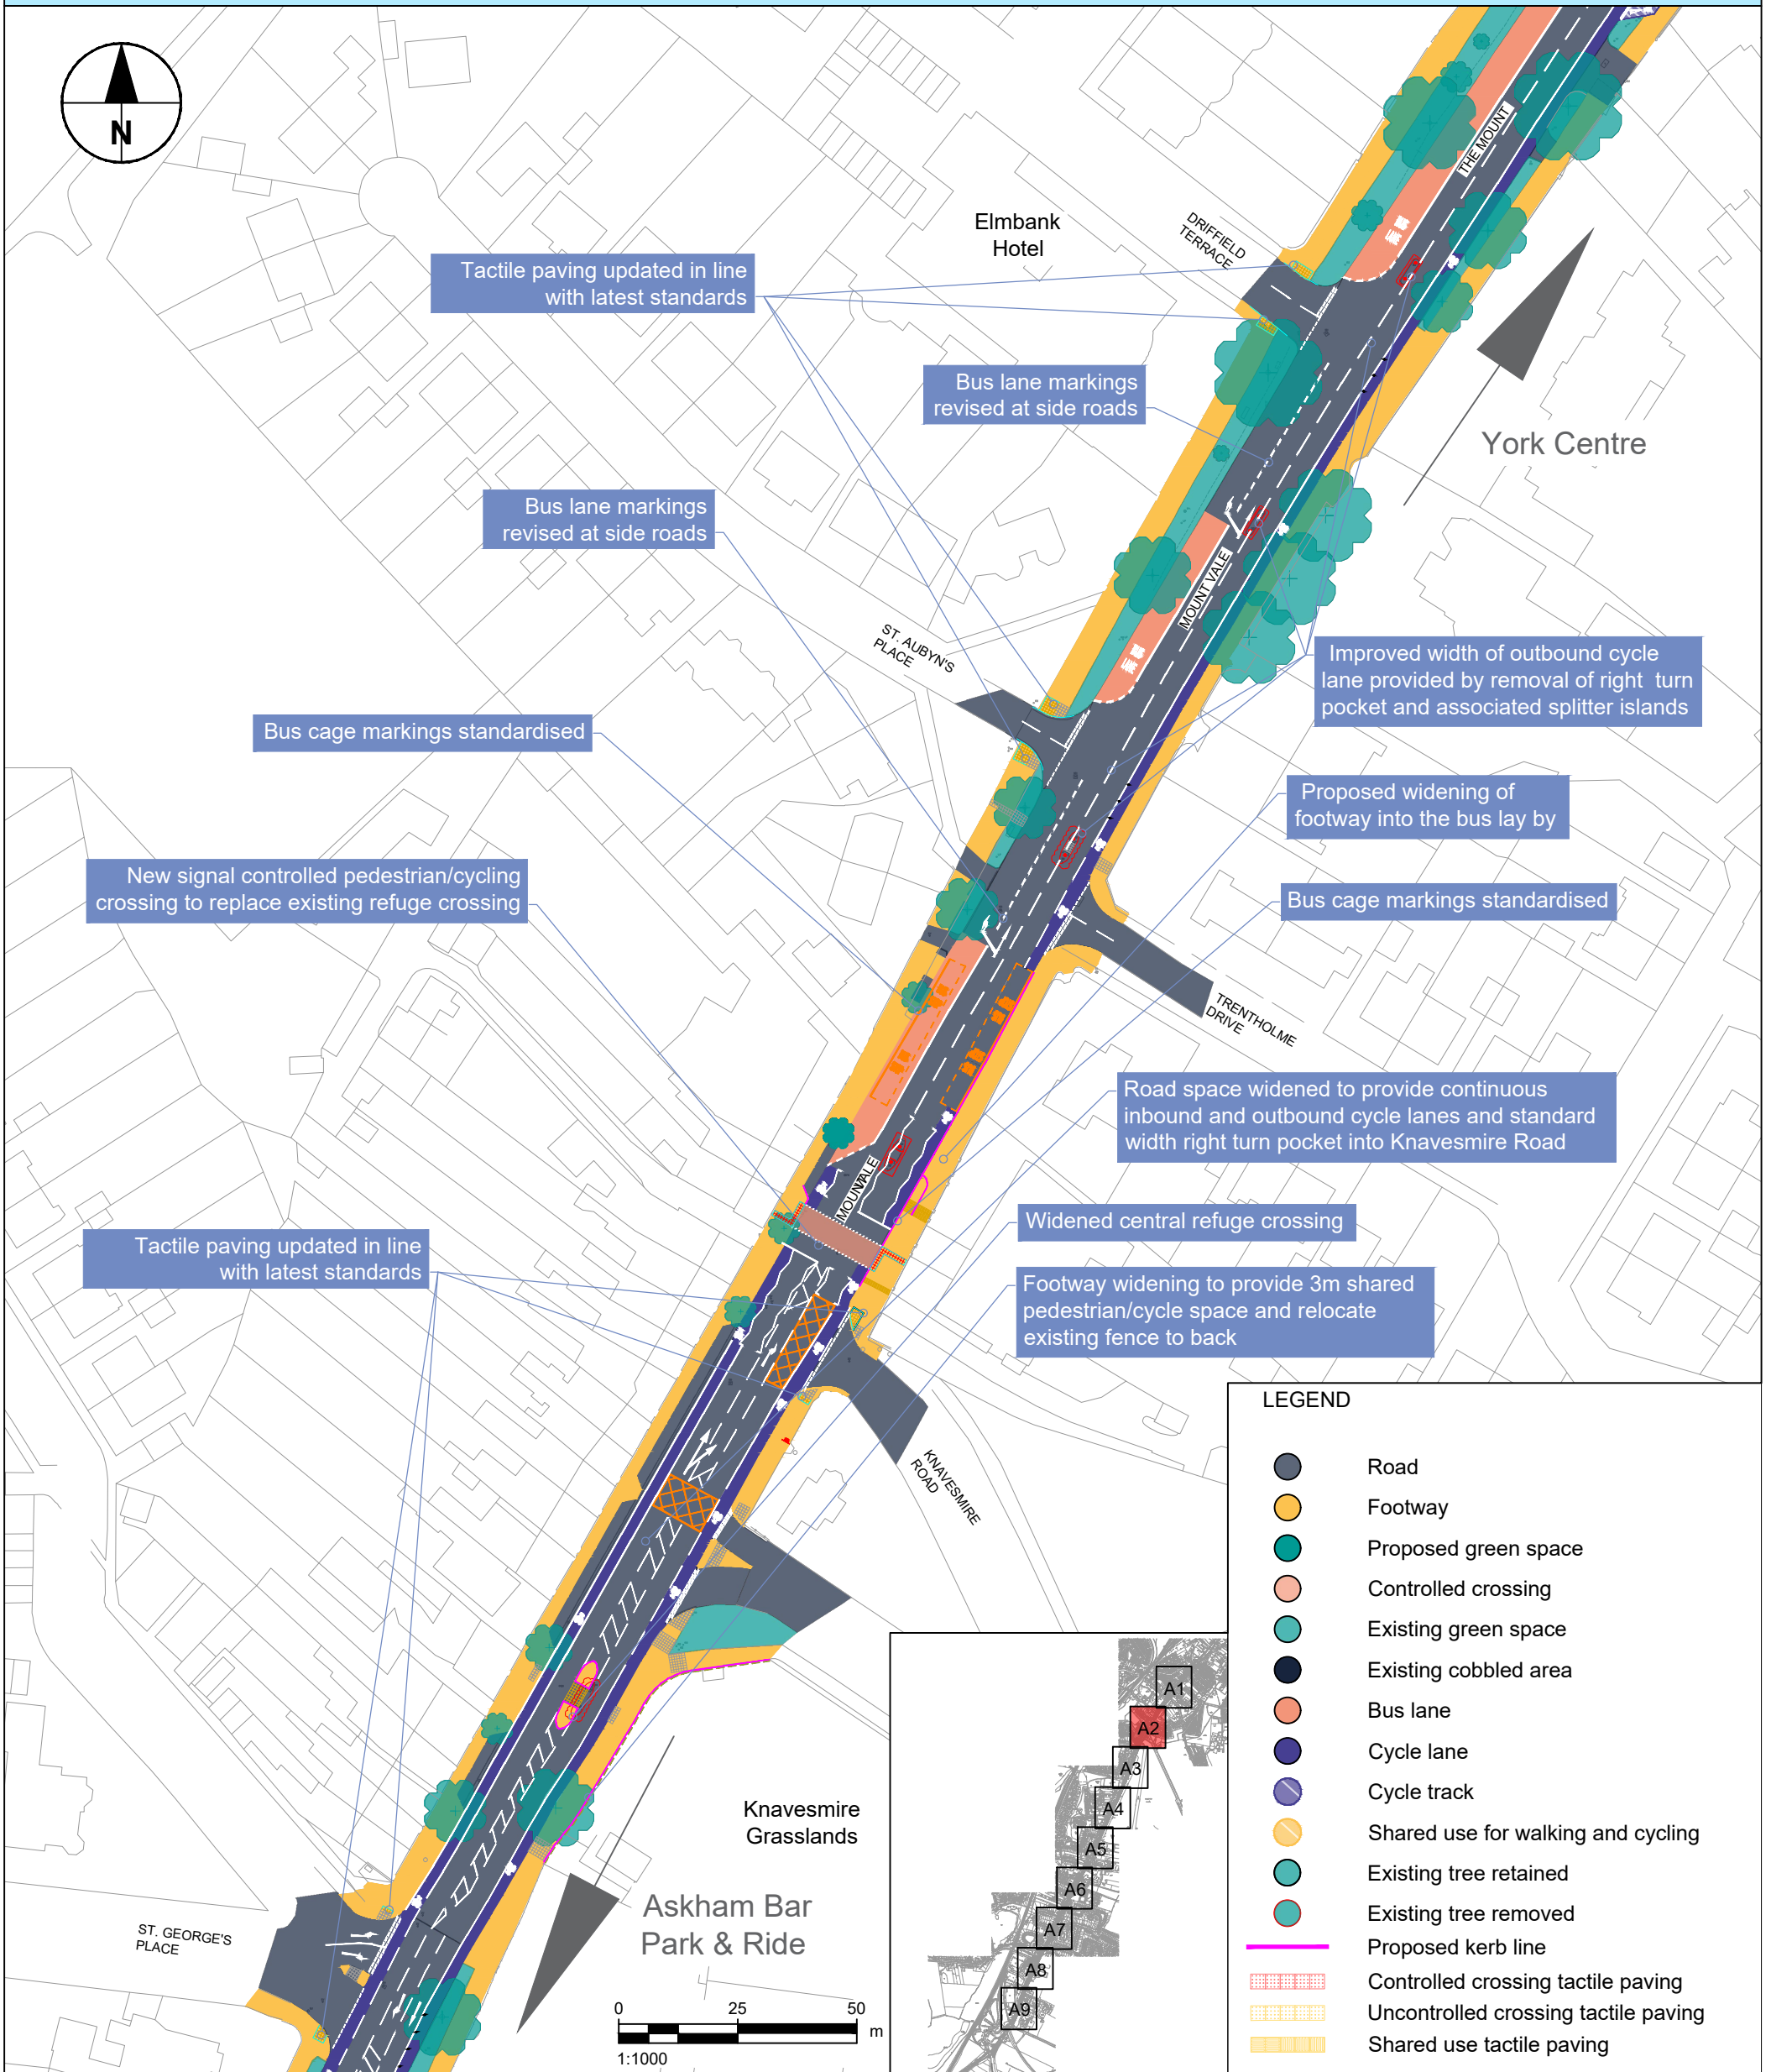 N
Elmbank
Hotel
DRIFFIELD
TERRACE
THE MOUNT
Tactile paving updated in line
with latest standards
Bus lane markings
revised at side roads
York Centre
Bus lane markings
revised at side roads
MOUNT VALE
ST. AUBYN'S
PLACE
Improved width of outbound cycle
lane provided by removal of right turn
pocket and associated splitter islands
Bus cage markings standardised
Proposed widening of
footway into the bus lay by
New signal controlled pedestrian/cycling
crossing to replace existing refuge crossing
Bus cage markings standardised
TRENTHOLME
DRIVE
Road space widened to provide continuous
inbound and outbound cycle lanes and standard
width right turn pocket into Knavesmire Road
Widened central refuge crossing
Tactile paving updated in line
with latest standards
Footway widening to provide 3m shared
pedestrian/cycle space and relocate
existing fence to back
KNAVESMIRE
ROAD
Knavesmire
Grasslands
Askham Bar
Park & Ride
ST. GEORGE'S
PLACE
0 25 50
m
1:1000
A1
A2
A3
A4
A5
A6
A7
A8
A9
LEGEND
Road
Footway
Proposed green space
Controlled crossing
Existing green space
Existing cobbled area
Bus lane
Cycle lane
Cycle track
Shared use for walking and cycling
Existing tree retained
Existing tree removed
Proposed kerb line
Controlled crossing tactile paving
Uncontrolled crossing tactile paving
Shared use tactile paving